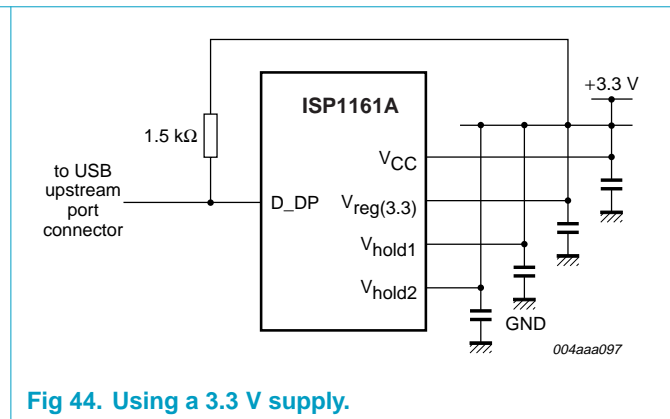 +3.3 V
ISP1161A
1.5 kΩ
VCC
to USB
upstream
port
connector
D_DP
Vreg(3.3)
Vhold1
Vhold2
GND
004aaa097
Fig 44. Using a 3.3 V supply.